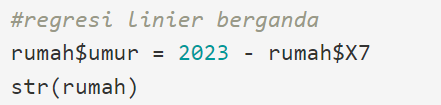 #regresi linier berganda
rumah$umur = 2023 - rumah$X7
str(rumah)